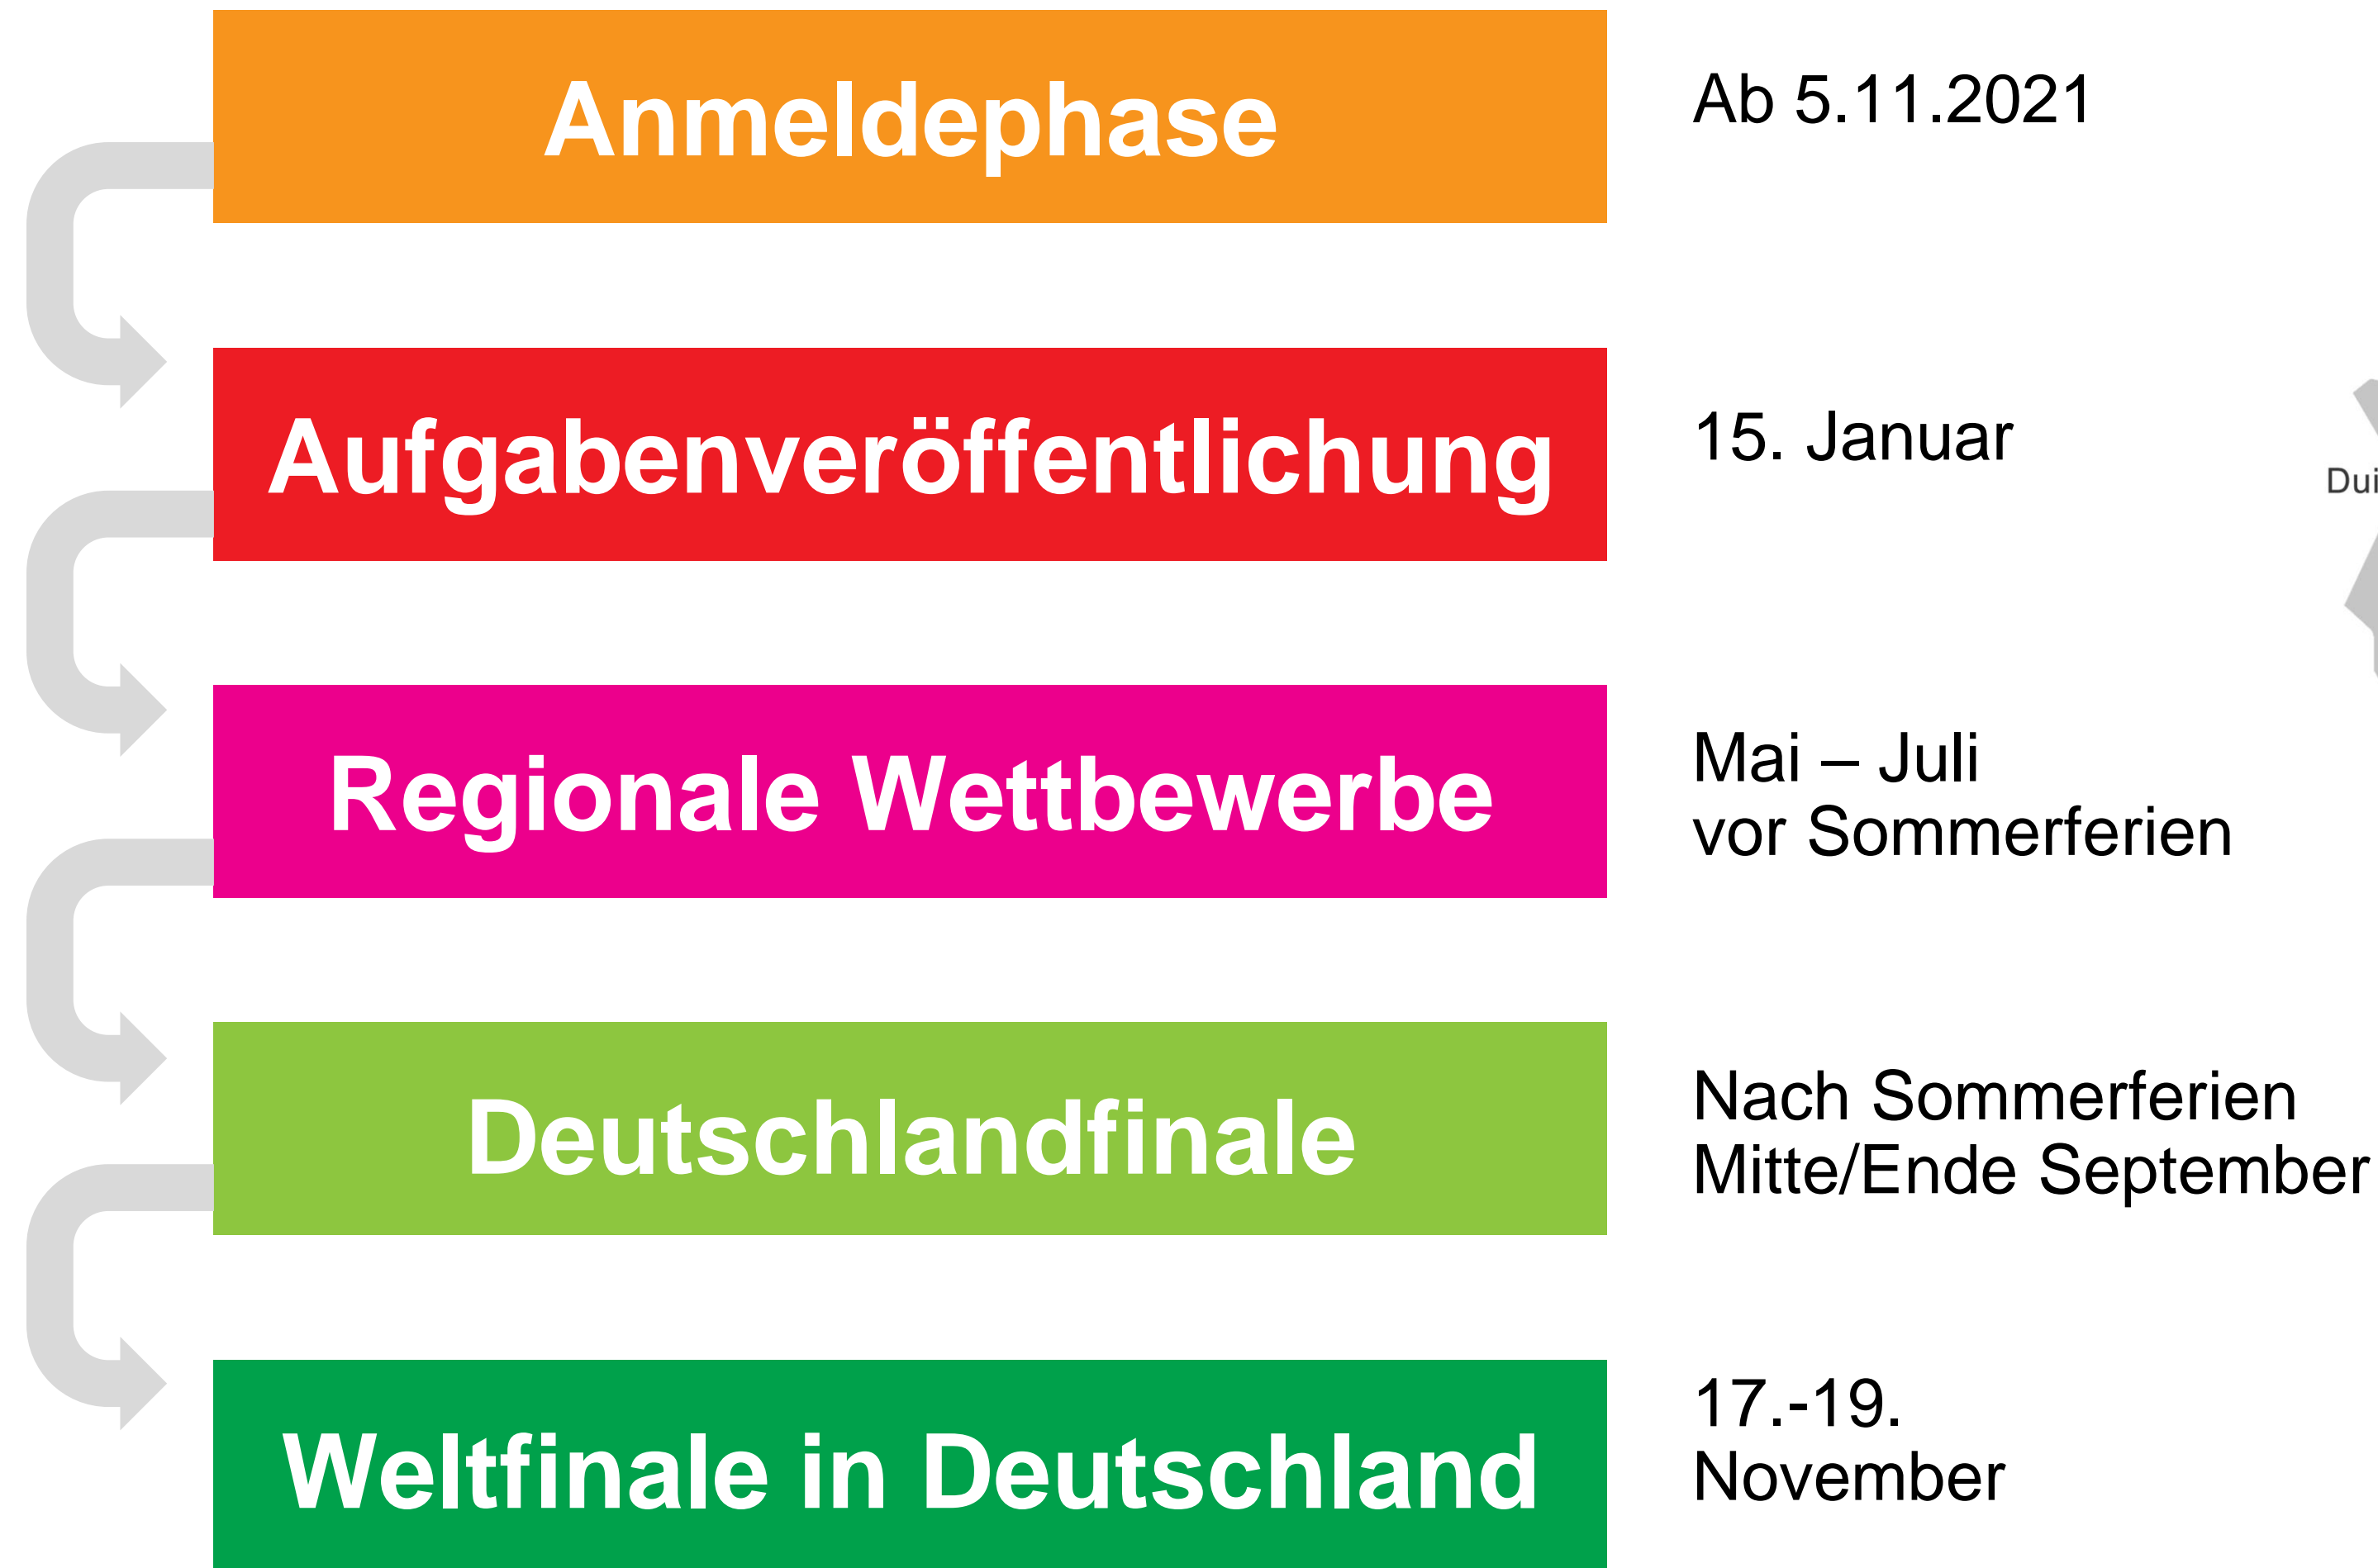 Anmeldephase
Ab 5.11.2021
Aufgabenveröffentlichung
15. Januar
Regionale Wettbewerbe
Mai – Juli
vor Sommerferien
Deutschlandfinale
Nach Sommerferien
Mitte/Ende September
Weltfinale in Deutschland
17.-19.
November